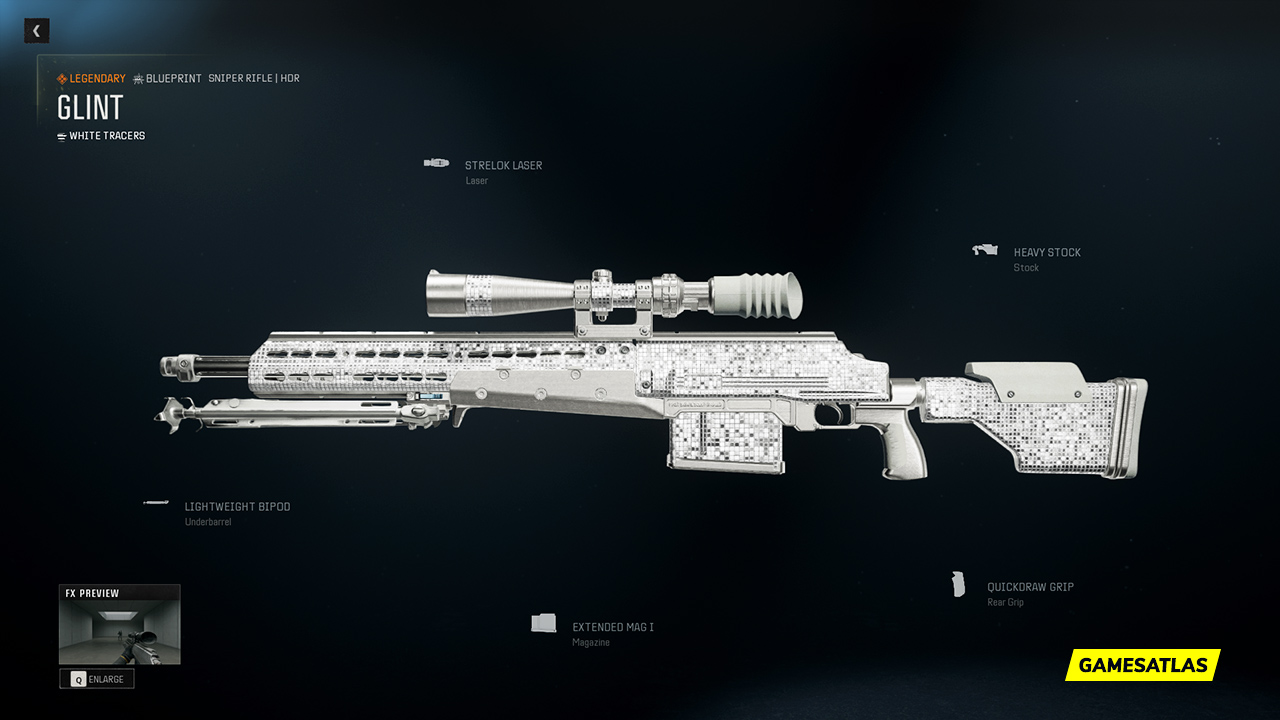 LEGENDARY BLUEPRINT SNIPER RIFLE | HDR
GLINT
WHITE TRACERS
STRELOK LASER
Laser
HEAVY STOCK
Stock
LIGHTWEIGHT BIPOD
Underbarrel
FX PREVIEW
Q ENLARGE
EXTENDED MAG I
Magazine
QUICKDRAW GRIP
Rear Grip
GAMESATLAS